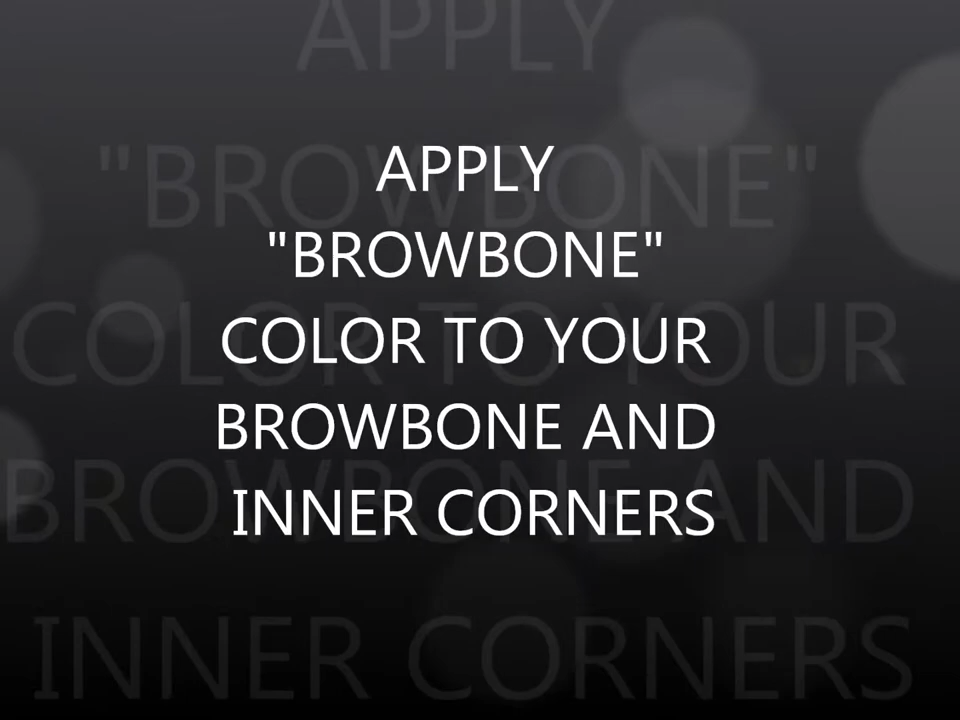 APPLY
"BROWBONE"
COLOR TO YOUR
BROWBONE AND
INNER CORNERS